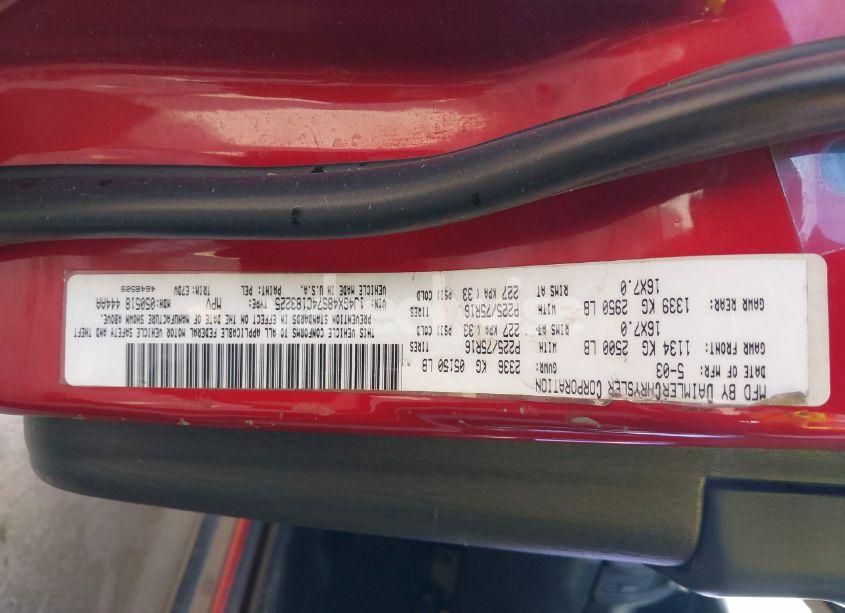 MFD BY DAIMLERCHRYSLER CORPORATION
DATE OF MFR: 5-03 GVWR: 2336 KG 05150 LB
GAWR FRONT: 1134 KG 2500 LB WITH P225/75R16 TIRES
16X7.0 RIMS AT 227 KPA ( 33 PSI) COLD
GAWR REAR: 1339 KG 2950 LB WITH P225/75R16 TIRES
16X7.0 RIMS AT 227 KPA ( 33 PSI) COLD
THIS VEHICLE CONFORMS TO ALL APPLICABLE FEDERAL MOTOR VEHICLE SAFETY AND THEFT
PREVENTION STANDARDS IN EFFECT ON THE DATE OF MANUFACTURE SHOWN ABOVE.
VIN: 1J4GX48S74C183225 TYPE: MPV MDH:050518 444AA
VEHICLE MADE IN U.S.A. PAINT: PEL TRIM: ETDV 4648509